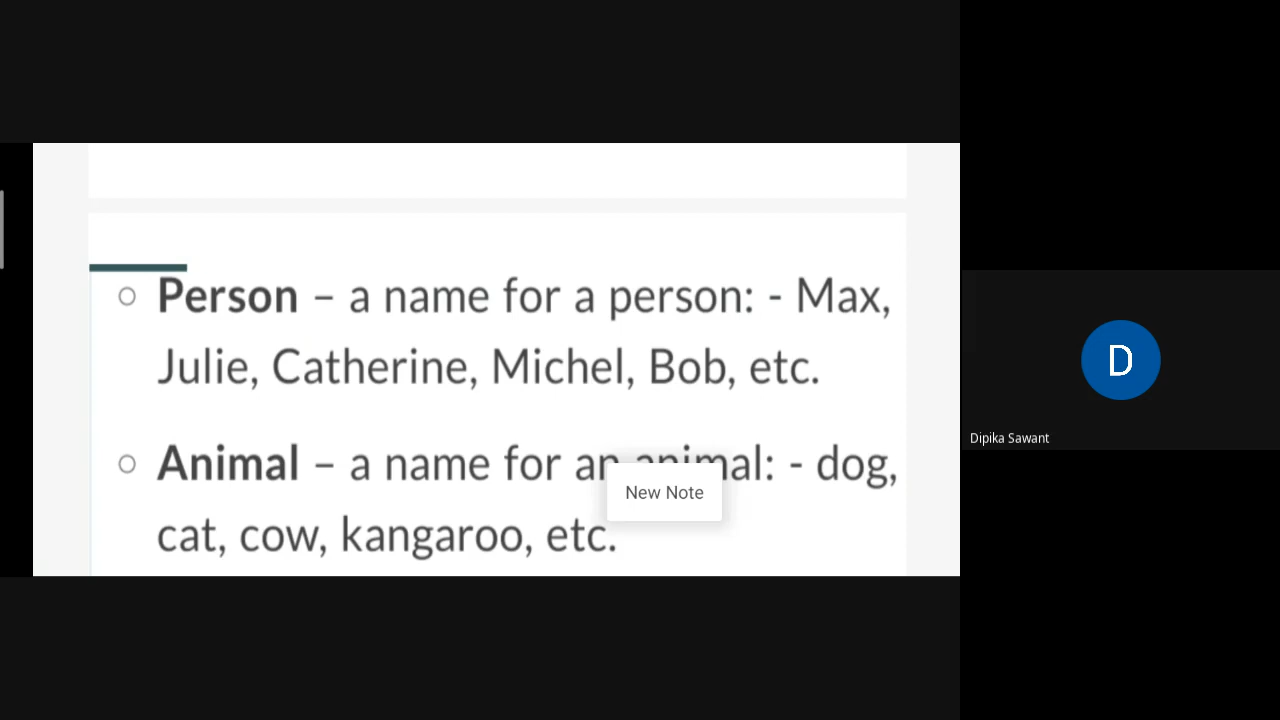 Person – a name for a person: - Max,
Julie, Catherine, Michel, Bob, etc.
Animal – a name for an animal: - dog,
New Note
cat, cow, kangaroo, etc.
D
Dipika Sawant